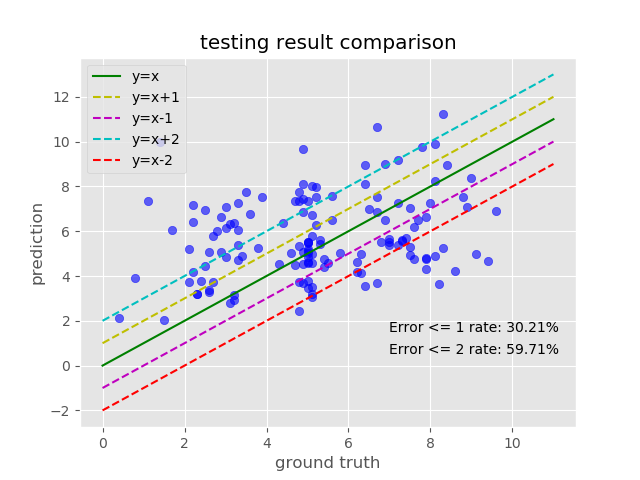 testing result comparison
y=x
y=x+1
y=x-1
y=x+2
y=x-2
12
10
8
6
4
2
0
−2
prediction
Error <= 1 rate: 30.21%
Error <= 2 rate: 59.71%
0 2 4 6 8 10
ground truth